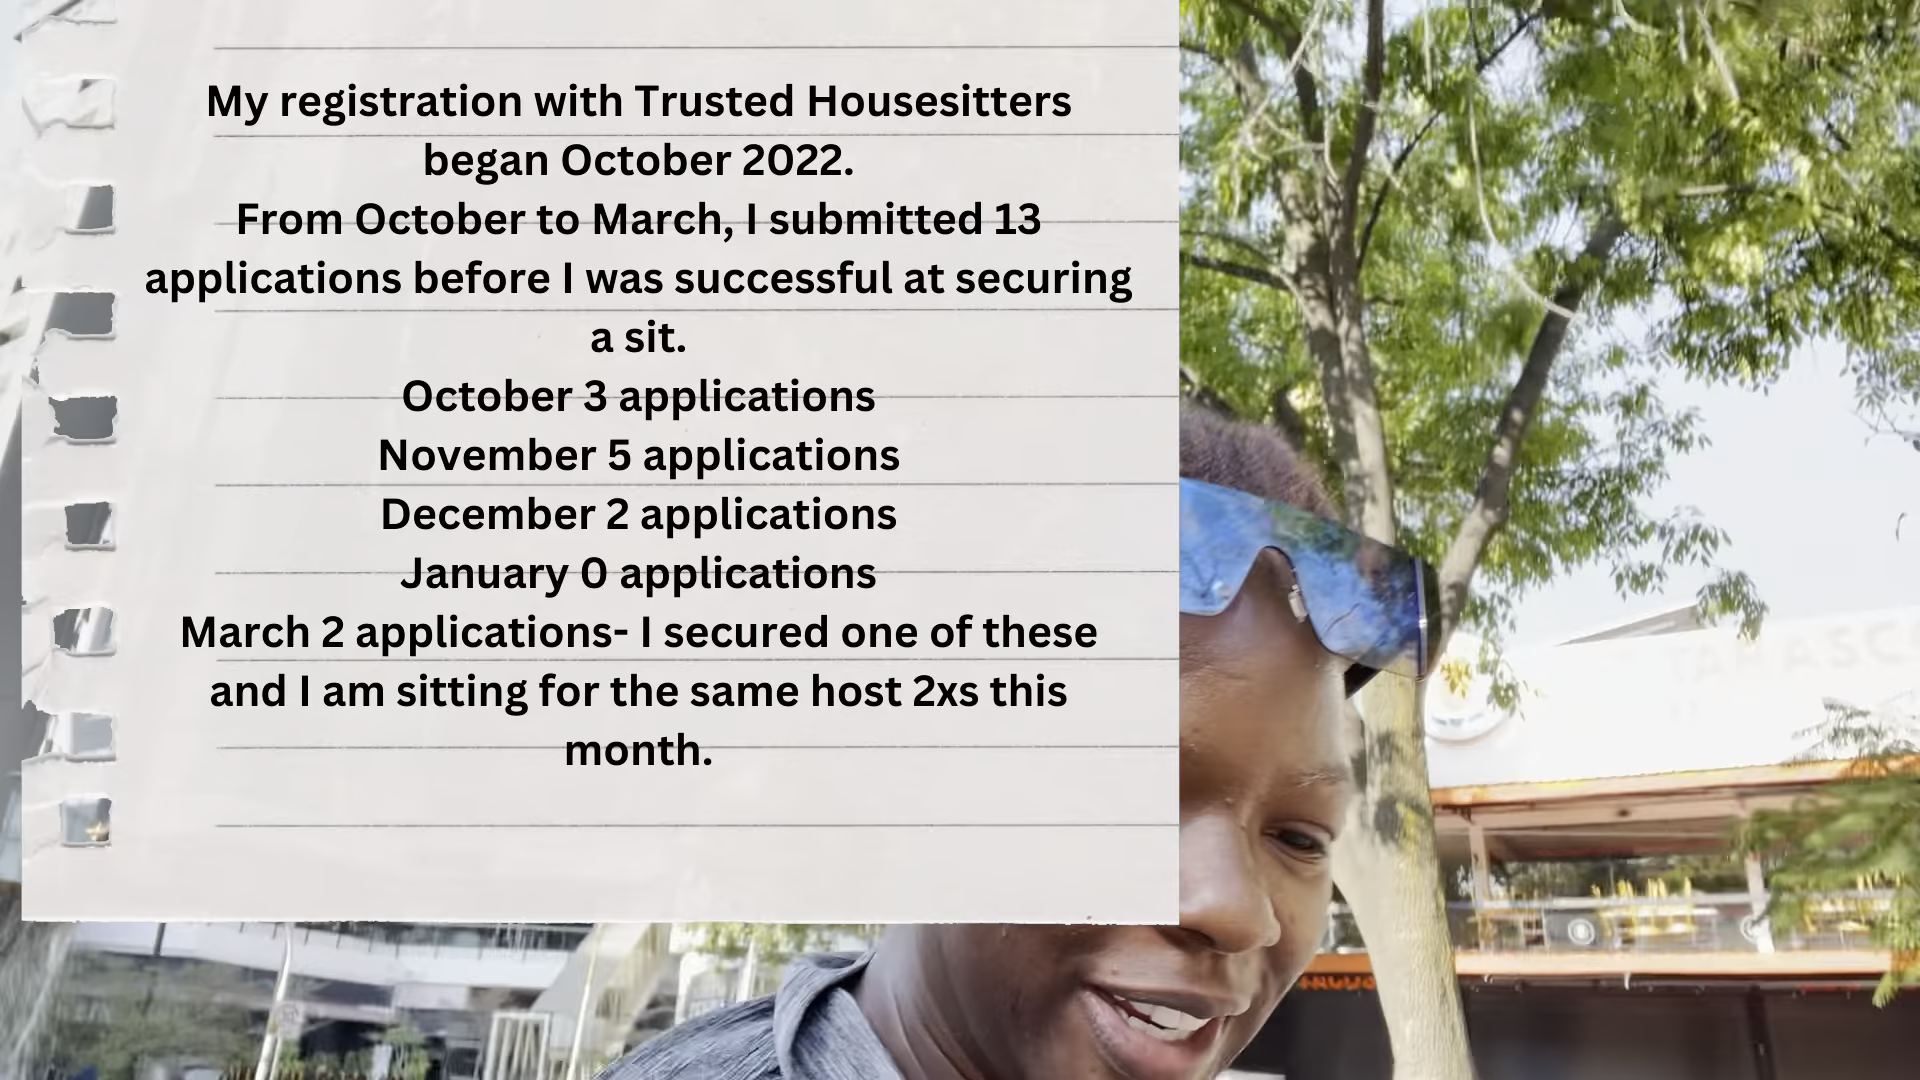 My registration with Trusted Housesitters
began October 2022.
From October to March, I submitted 13
applications before I was successful at securing
a sit.
October 3 applications
November 5 applications
December 2 applications
January 0 applications
March 2 applications- I secured one of these
and I am sitting for the same host 2xs this
month.